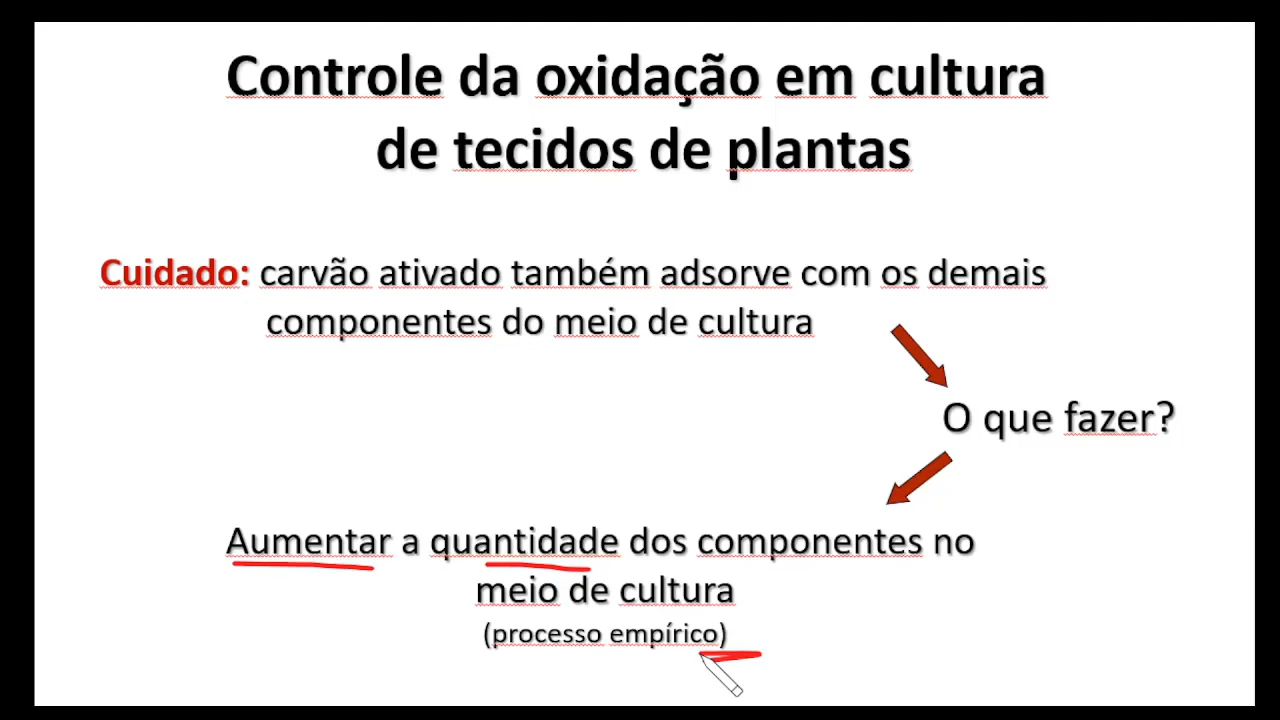 Controle da oxidação em cultura
de tecidos de plantas
Cuidado: carvão ativado também adsorve com os demais
componentes do meio de cultura
O que fazer?
Aumentar a quantidade dos componentes no
meio de cultura
(processo empírico)